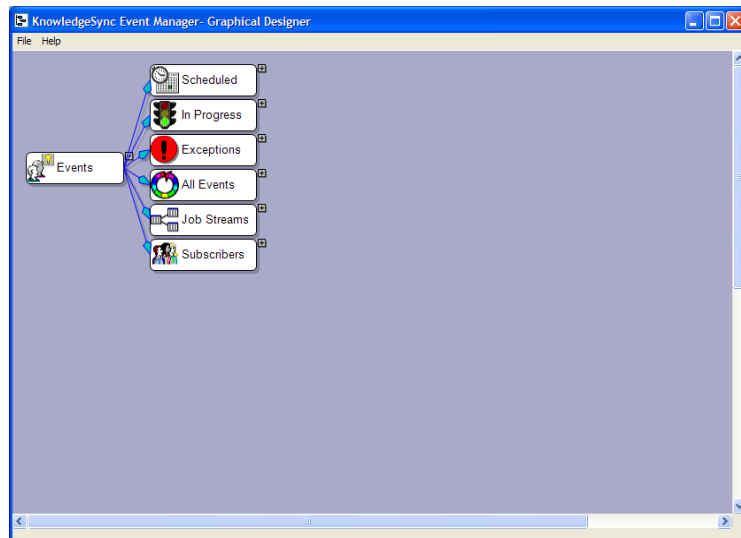 KnowledgeSync Event Manager- Graphical Designer
File Help
Scheduled
In Progress
Exceptions
Events
All Events
Job Streams
Subscribers